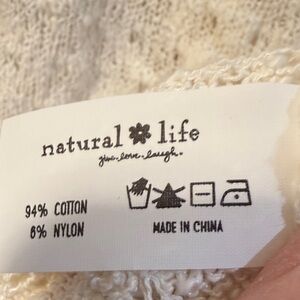 natural life
give.love.laugh.
94% COTTON
6% NYLON
MADE IN CHINA